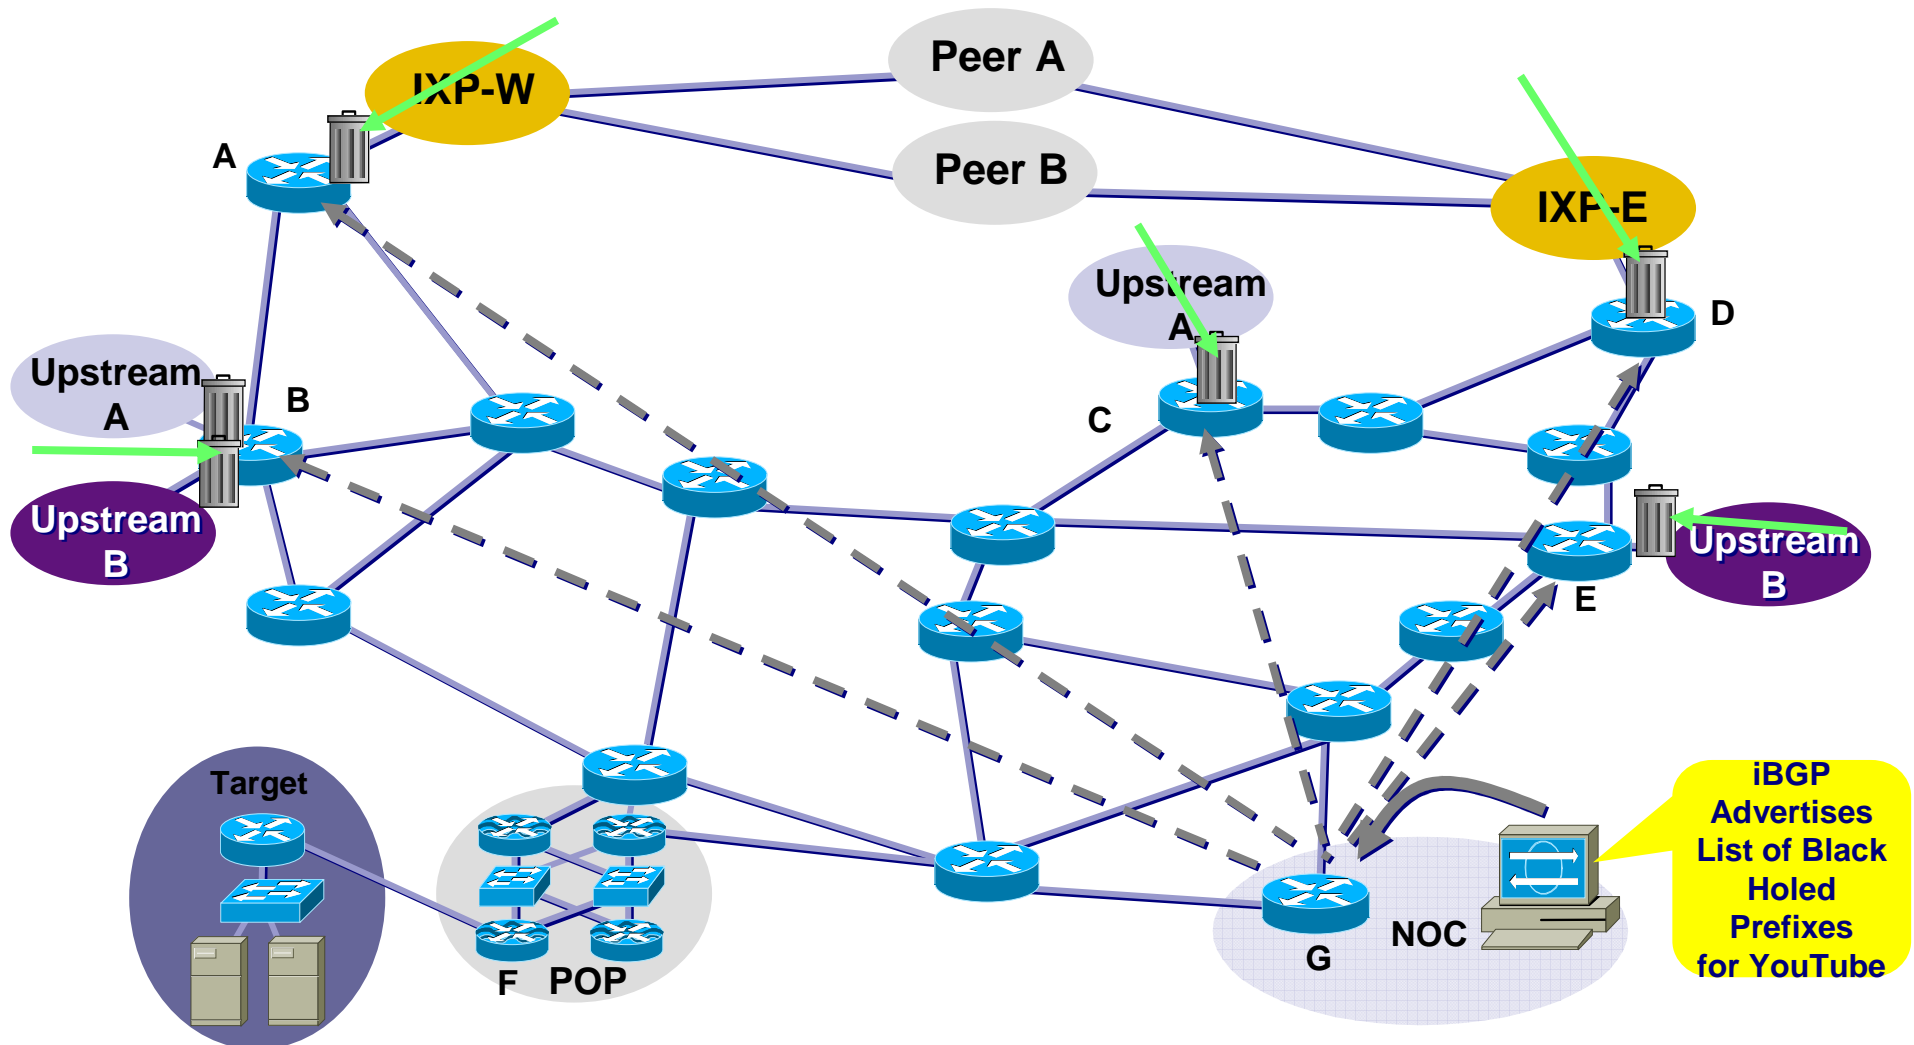 Peer A
IXP-W
A
Peer B
IXP-E
Upstream
A
D
Upstream
A
B
C
Upstream
B
Upstream
B
E
Target
iBGP
Advertises
List of Black
Holed
Prefixes
for YouTube
NOC
G
F
POP